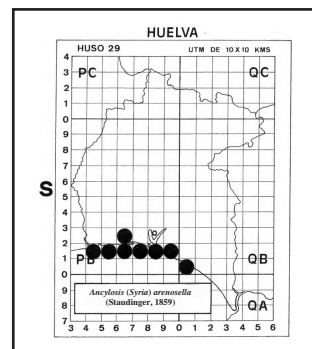 HUELVA
HUSO 29 UTM DE 10 X 10 KMS
4 PC QC
3
2
1
0
9
8
7
6
5
S
4
3
2
1 PB QB
0
9 Ancylosis (Syria) arenosella QA
8 (Staudinger, 1859)
7
3 4 5 6 7 8 9 0 1 2 3 4 5 6